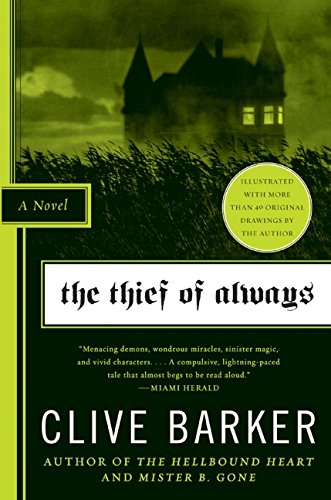 ILLUSTRATED
WITH MORE
THAN 40 ORIGINAL
DRAWINGS BY
THE AUTHOR
A Novel
the thief of always
"Menacing demons, wondrous miracles, sinister magic,
and vivid characters. . . . A compulsive, lightning-paced
tale that almost begs to be read aloud."
—MIAMI HERALD
CLIVE BARKER
AUTHOR OF THE HELLBOUND HEART
AND MISTER B. GONE